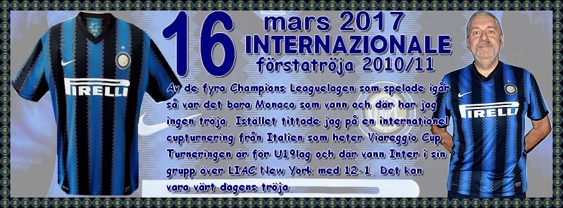 16
mars 2017
INTERNAZIONALE
förstatröja 2010/11
Av de fyra Champions Leaguelagen som spelade igår
så var det bara Monaco som vann och där har jag
ingen tröja. Istället tittade jag på en internationel
cupturnering från Italien som heter Viareggio Cup
Turneringen är för U19lag och där vann Inter i sin
grupp över LIAC New York med 12-1. Det kan
vara värt dagens tröja
IRELLI
PIRELLI